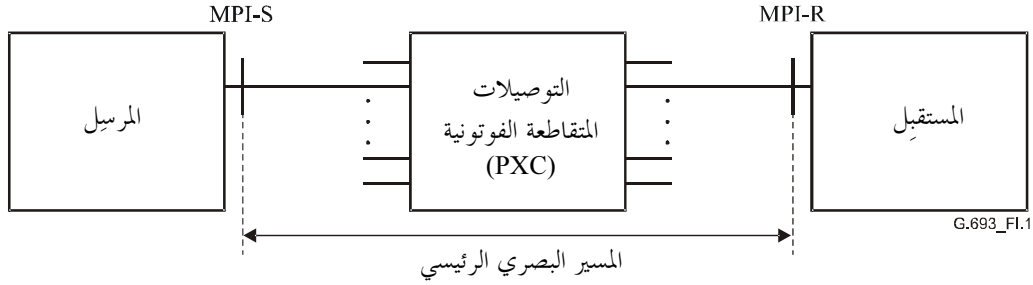 MPI-S
MPI-R
المرسِل
التوصيلات
المتقاطعة الفوتونية
(PXC)
المستقبِل
G.693_FI.1
المسير البصري الرئيسي